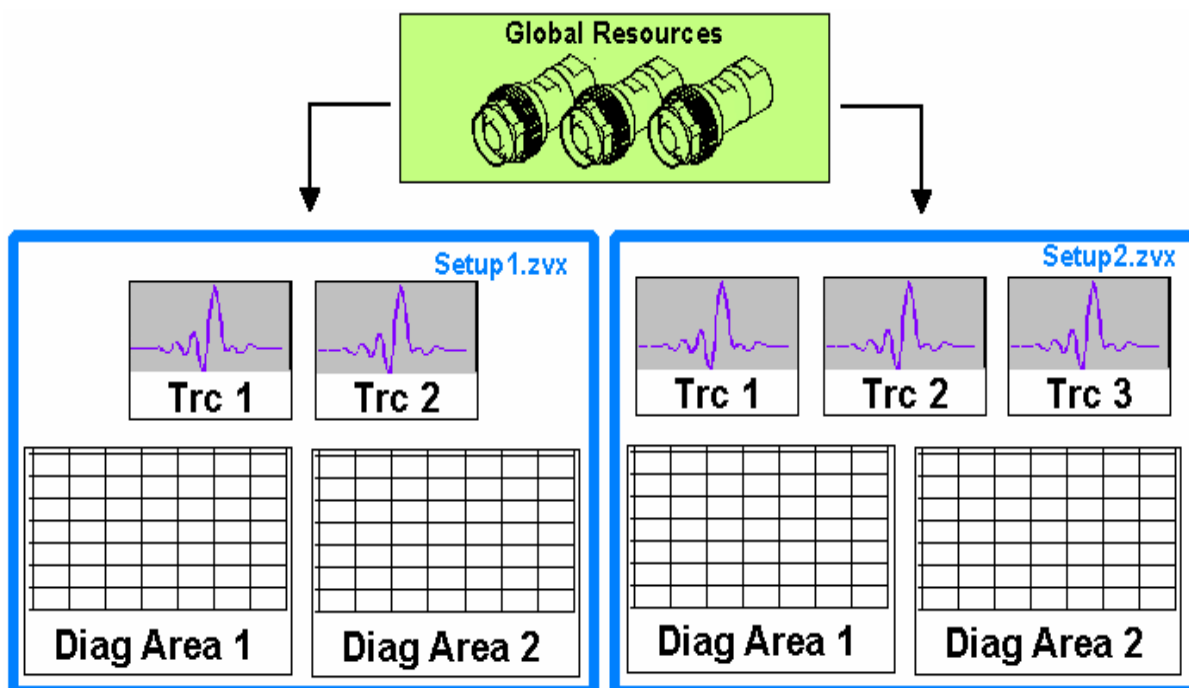 Global Resources
Setup1.zvx
Trc 1
Trc 2
Diag Area 1
Diag Area 2
Setup2.zvx
Trc 1
Trc 2
Trc 3
Diag Area 1
Diag Area 2